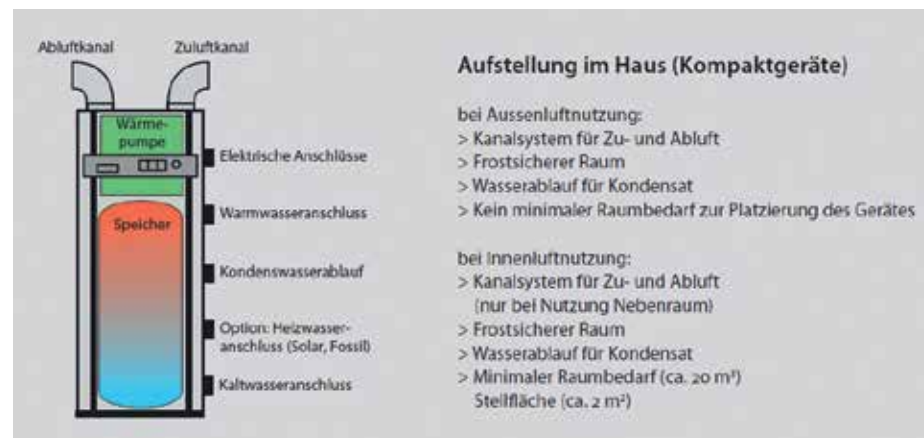 Abluftkanal
Zuluftkanal
Wärme-
pumpe
Elektrische Anschlüsse
Warmwasseranschluss
Speicher
Kondenswasserablauf
Option: Heizwasser-
anschluss (Solar, Fossil)
Kaltwasseranschluss
Aufstellung im Haus (Kompaktgeräte)
bei Aussenluftnutzung:
> Kanalsystem für Zu- und Abluft
> Frostsicherer Raum
> Wasserablauf für Kondensat
> Kein minimaler Raumbedarf zur Platzierung des Gerätes
bei Innenluftnutzung:
> Kanalsystem für Zu- und Abluft
(nur bei Nutzung Nebenraum)
> Frostsicherer Raum
> Wasserablauf für Kondensat
> Minimaler Raumbedarf (ca. 20 m³)
Stellfläche (ca. 2 m²)